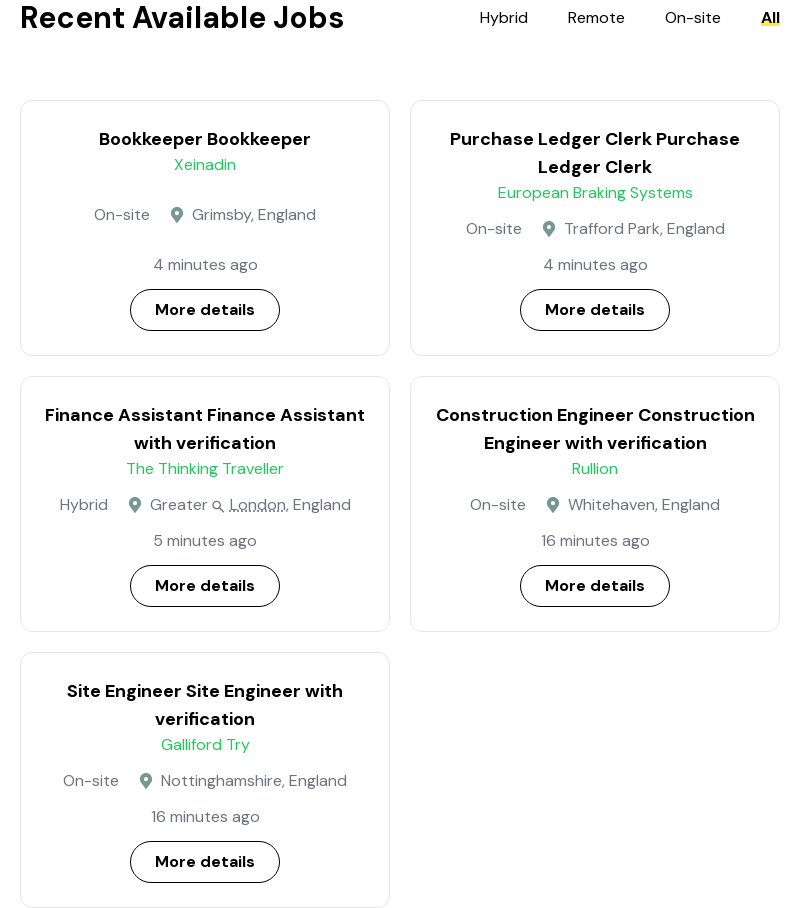 Recent Available Jobs
Hybrid Remote On-site All
Bookkeeper Bookkeeper
Xeinadin
On-site Grimsby, England
4 minutes ago
More details
Purchase Ledger Clerk Purchase
Ledger Clerk
European Braking Systems
On-site Trafford Park, England
4 minutes ago
More details
Finance Assistant Finance Assistant
with verification
The Thinking Traveller
Hybrid Greater London, England
5 minutes ago
More details
Construction Engineer Construction
Engineer with verification
Rullion
On-site Whitehaven, England
16 minutes ago
More details
Site Engineer Site Engineer with
verification
Galliford Try
On-site Nottinghamshire, England
16 minutes ago
More details